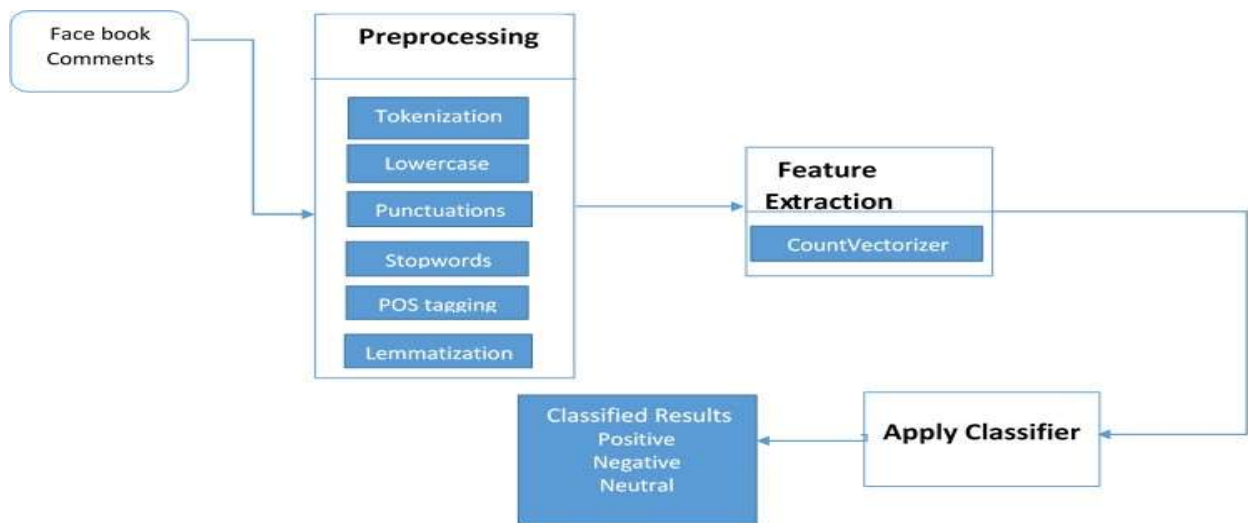 Face book
Comments
Preprocessing
Tokenization
Lowercase
Punctuations
Stopwords
POS tagging
Lemmatization
Feature
Extraction
CountVectorizer
Apply Classifier
Classified Results
Positive
Negative
Neutral